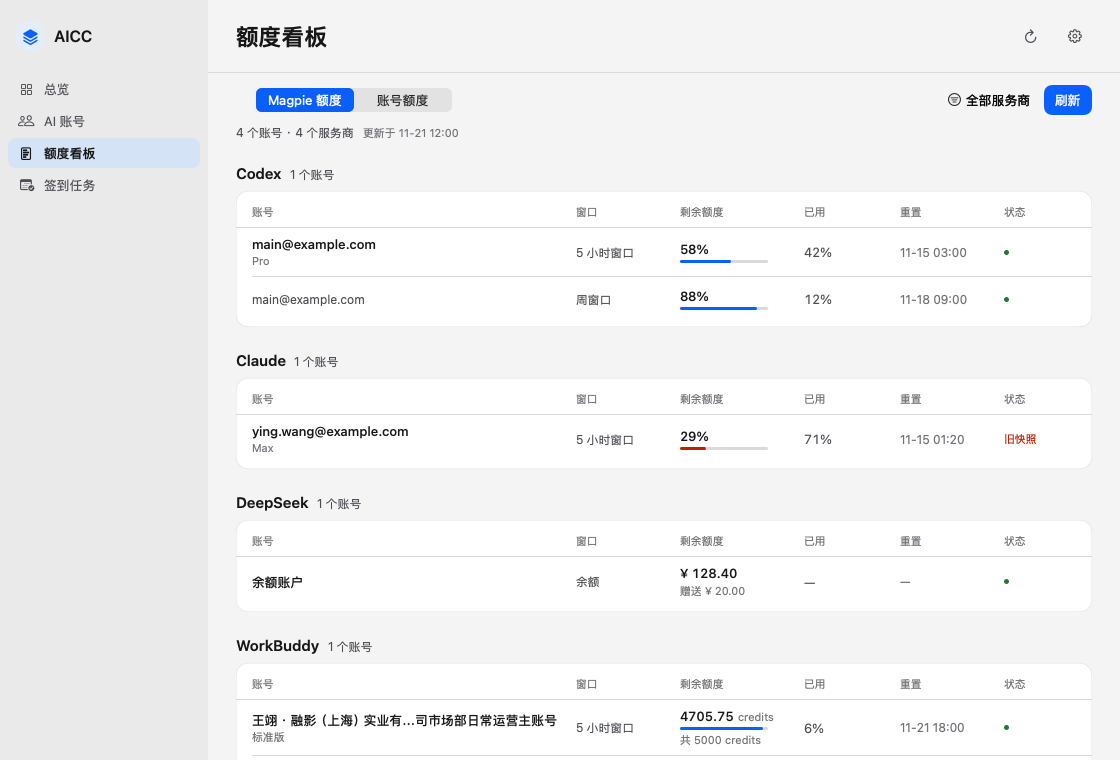 AICC
总览
AI 账号
额度看板
签到任务
额度看板
Magpie 额度 账号额度
全部服务商 刷新
4 个账号 · 4 个服务商 更新于 11-21 12:00
Codex 1 个账号
账号 窗口 剩余额度 已用 重置 状态
main@example.com
Pro
5 小时窗口 58% 42% 11-15 03:00
main@example.com 周窗口 88% 12% 11-18 09:00
Claude 1 个账号
账号 窗口 剩余额度 已用 重置 状态
ying.wang@example.com
Max
5 小时窗口 29% 71% 11-15 01:20 旧快照
DeepSeek 1 个账号
账号 窗口 剩余额度 已用 重置 状态
余额账户 余额 ¥ 128.40 — —
赠送 ¥ 20.00
WorkBuddy 1 个账号
账号 窗口 剩余额度 已用 重置 状态
王翊 · 融影（上海）实业有...司市场部日常运营主账号
标准版
5 小时窗口 4705.75 credits 6% 11-21 18:00
共 5000 credits